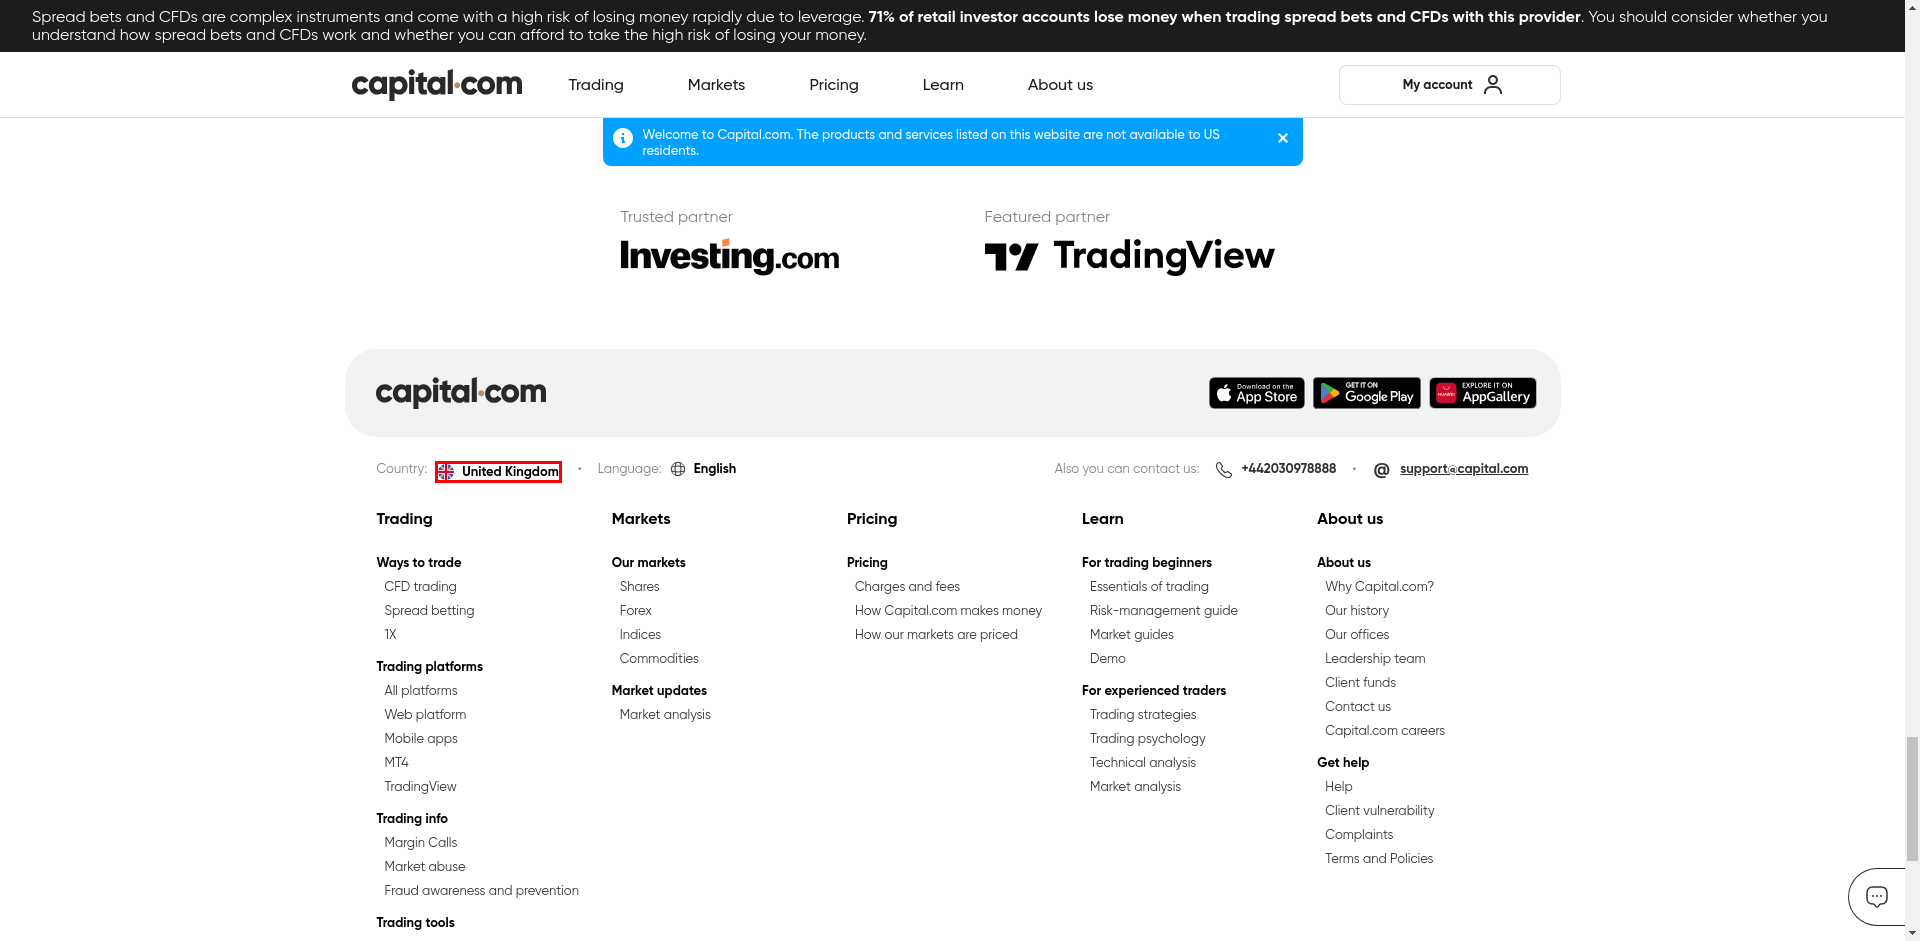 Spread bets and CFDs are complex instruments and come with a high risk of losing money rapidly due to leverage. 71% of retail investor accounts lose money when trading spread bets and CFDs with this provider. You should consider whether you
understand how spread bets and CFDs work and whether you can afford to take the high risk of losing your money.
capital.com
Trading
Markets
Pricing
Learn
About us
My account
Welcome to Capital.com. The products and services listed on this website are not available to US
residents.
Trusted partner
Investing.com
Featured partner
TradingView
capital.com
Download on the
App Store
GET IT ON
Google Play
HUAWEI
EXPLORE IT ON
AppGallery
Country: United Kingdom • Language: English
Also you can contact us: +442030978888 • @ support@capital.com
Trading
Ways to trade
CFD trading
Spread betting
1X
Trading platforms
All platforms
Web platform
Mobile apps
MT4
TradingView
Trading info
Margin Calls
Market abuse
Fraud awareness and prevention
Trading tools
Markets
Our markets
Shares
Forex
Indices
Commodities
Market updates
Market analysis
Pricing
Pricing
Charges and fees
How Capital.com makes money
How our markets are priced
Learn
For trading beginners
Essentials of trading
Risk-management guide
Market guides
Demo
For experienced traders
Trading strategies
Trading psychology
Technical analysis
Market analysis
About us
About us
Why Capital.com?
Our history
Our offices
Leadership team
Client funds
Contact us
Capital.com careers
Get help
Help
Client vulnerability
Complaints
Terms and Policies